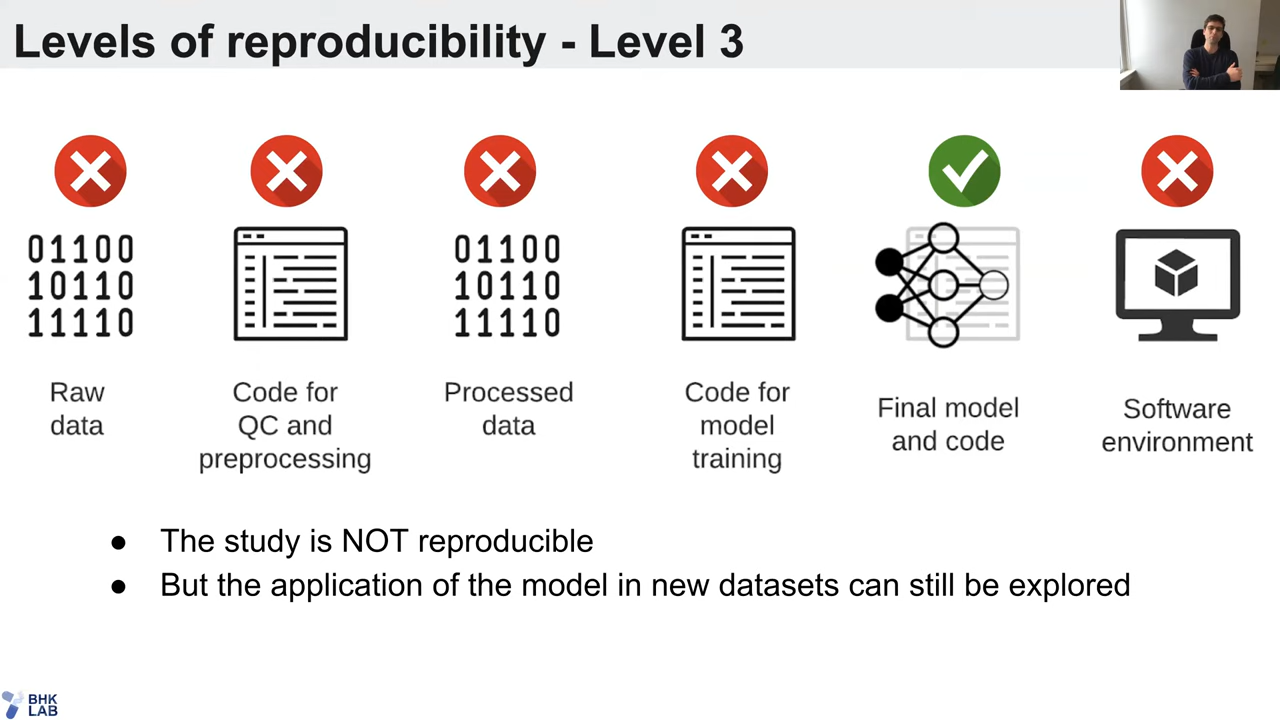 Levels of reproducibility - Level 3
01100
10110
11110
01100
10110
11110
Raw
data
Code for
QC and
preprocessing
Processed
data
Code for
model
training
Final model
and code
Software
environment
● The study is NOT reproducible
● But the application of the model in new datasets can still be explored
BHK
LAB